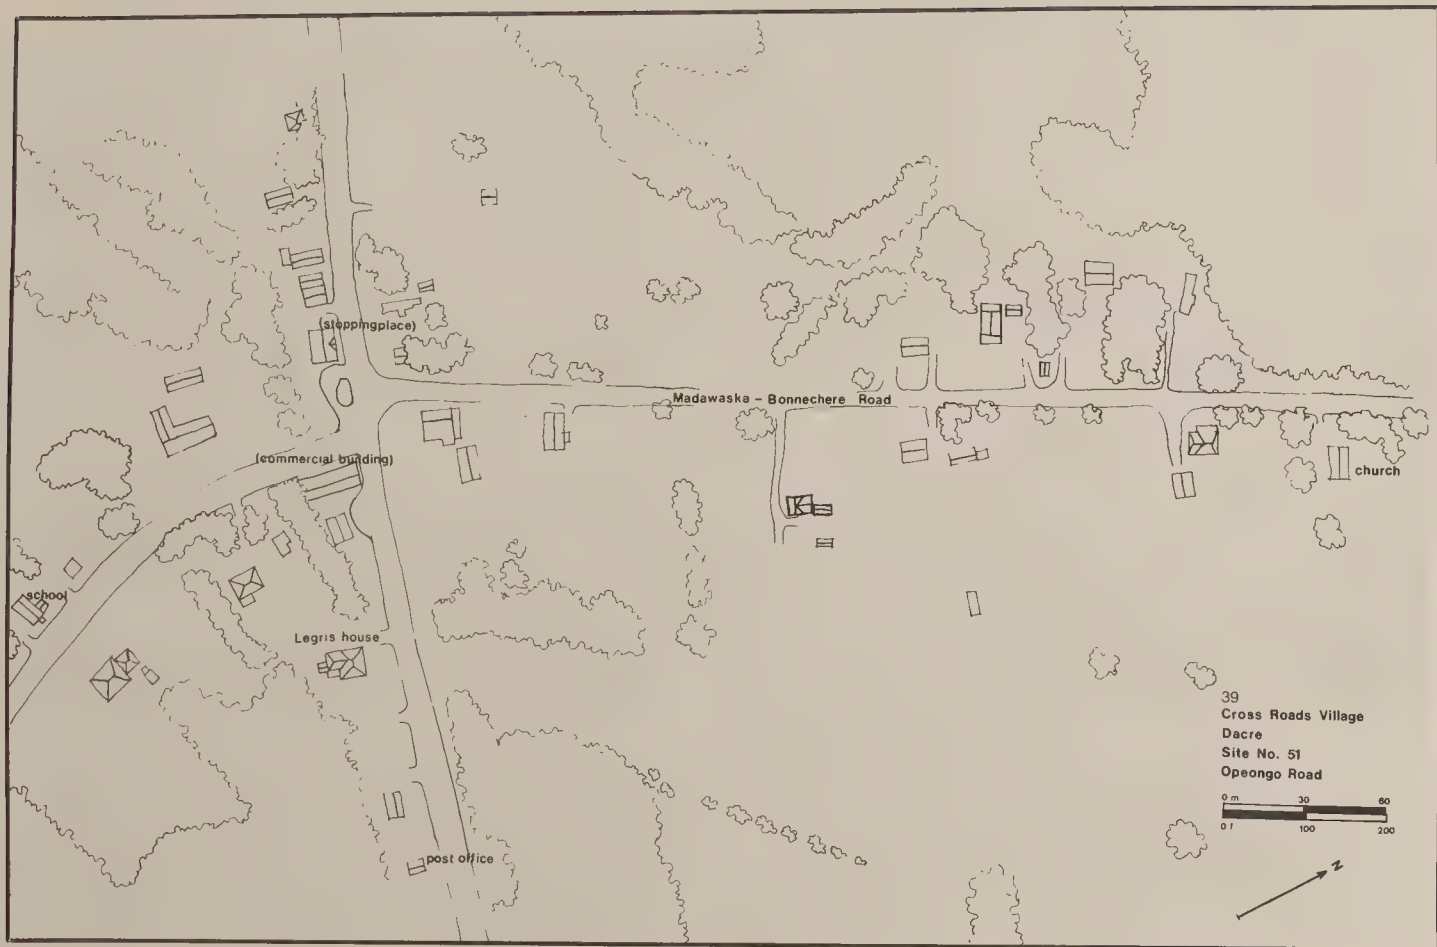 (stoppingplace)
Madawaska – Bonnechere Road
(commercial building)
church
school
Legris house
post office
39
Cross Roads Village
Dacre
Site No. 51
Opeongo Road
0 m 30 60
0 f 100 200
N